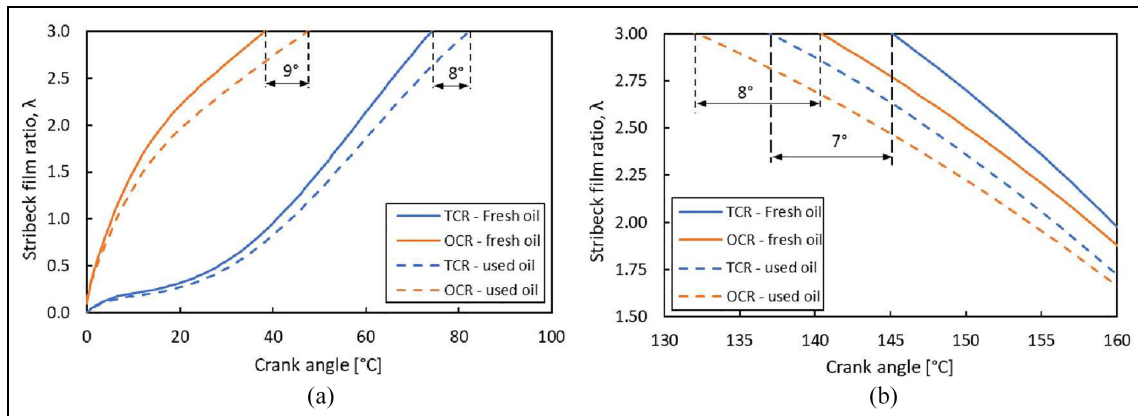 Stribeck film ratio, λ
3.0
2.5
2.0
1.5
1.0
0.5
0.0
9°
8°
TCR - Fresh oil
OCR - fresh oil
TCR - used oil
OCR - used oil
0
20
40
60
80
100
Crank angle [°C]
(a)
Stribeck film ratio, λ
3.00
2.75
2.50
2.25
2.00
1.75
1.50
8°
7°
TCR - Fresh oil
OCR - fresh oil
TCR - used oil
OCR - used oil
130
135
140
145
150
155
160
Crank angle [°C]
(b)